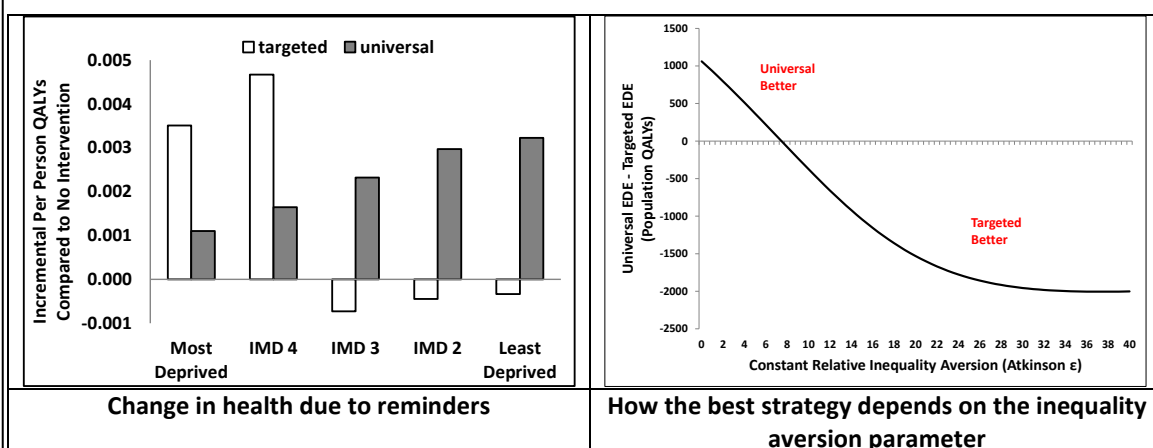 targeted universal
Incremental Per Person QALYs
Compared to No Intervention
0.005
0.004
0.003
0.002
0.001
0.000
-0.001
Most
Deprived
IMD 4
IMD 3
IMD 2
Least
Deprived
Change in health due to reminders
Universal EDE - Targeted EDE
(Population QALYs)
1500
1000
500
0
-500
-1000
-1500
-2000
-2500
Universal
Better
Targeted
Better
0 2 4 6 8 10 12 14 16 18 20 22 24 26 28 30 32 34 36 38 40
Constant Relative Inequality Aversion (Atkinson ε)
How the best strategy depends on the inequality
aversion parameter